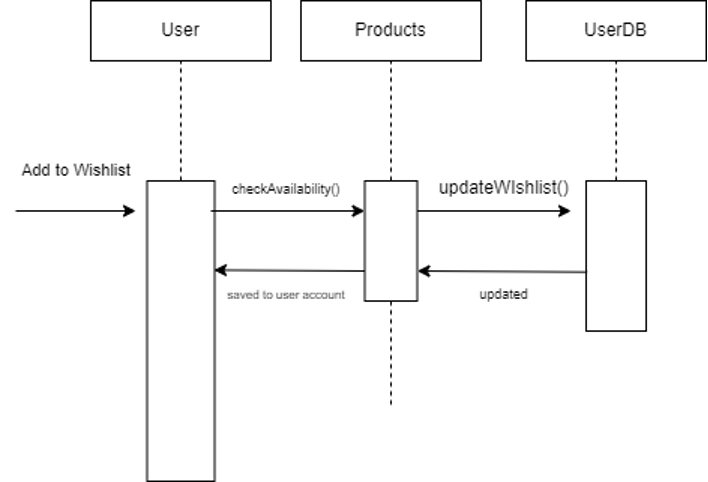 User
Products
UserDB
Add to Wishlist
checkAvailability()
updateWIshlist()
saved to user account
updated